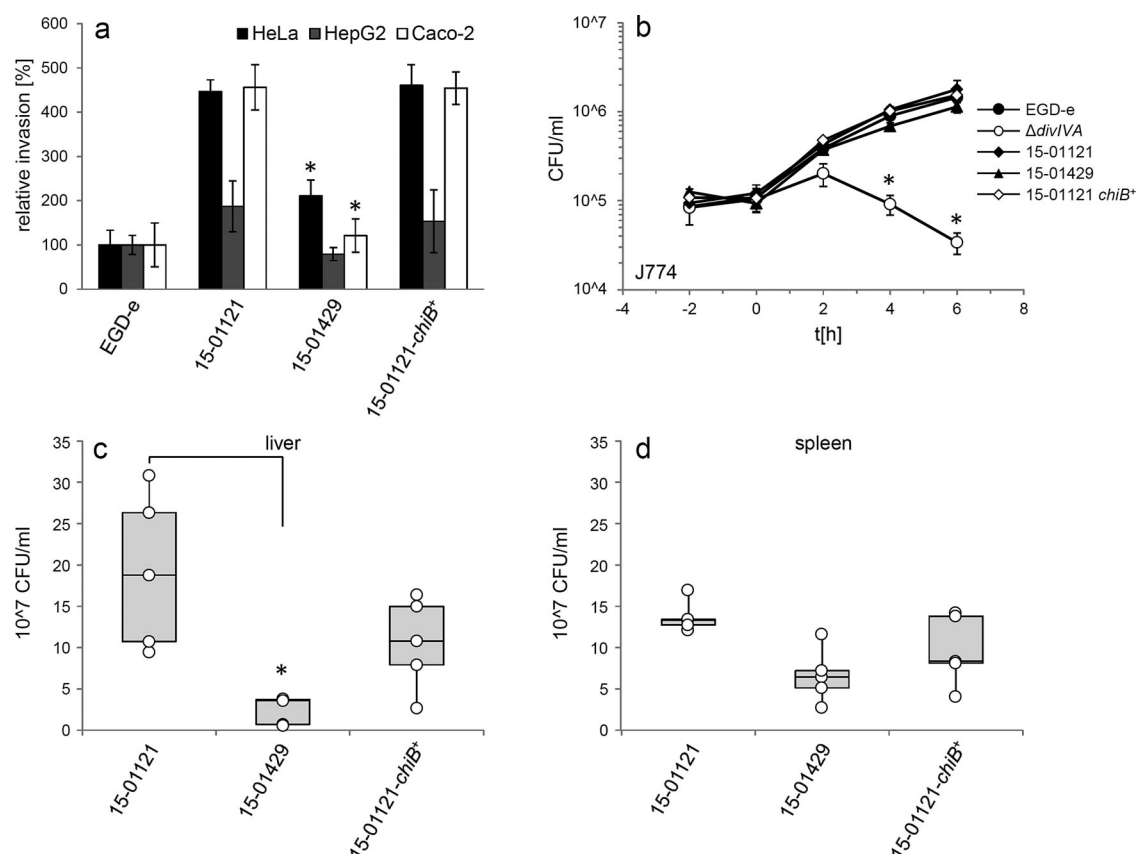 a
HeLa HepG2 Caco-2
relative invasion [%]
600
500
400
300
200
100
0
* *
EGD-e
15-01121
15-01429
15-01121-chiB+
b
CFU/ml
10^7
10^6
10^5
10^4
* *
J774
-4 -2 0 2 4 6 8
t[h]
EGD-e
ΔdivIVA
15-01121
15-01429
15-01121 chiB+
c
liver
10^7 CFU/ml
35
30
25
20
15
10
5
0
*
15-01121
15-01429
15-01121-chiB+
d
spleen
10^7 CFU/ml
35
30
25
20
15
10
5
0
15-01121
15-01429
15-01121-chiB+